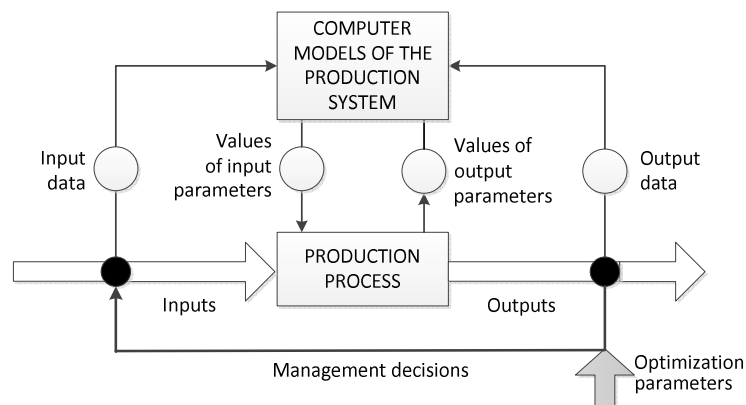 COMPUTER
MODELS OF THE
PRODUCTION
SYSTEM
Input
data
Values
of input
parameters
Values of
output
parameters
Output
data
PRODUCTION
PROCESS
Inputs
Outputs
Management decisions
Optimization
parameters